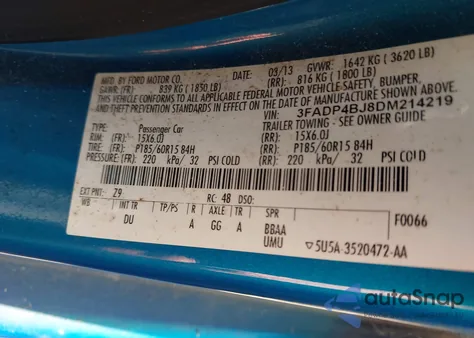 MFD. BY FORD MOTOR CO. 03/13 GVWR: 1642 KG ( 3620 LB)
GAWR: (FR): 839 KG ( 1850 LB) (RR): 816 KG ( 1800 LB)
THIS VEHICLE CONFORMS TO ALL APPLICABLE FEDERAL MOTOR VEHICLE SAFETY, BUMPER,
AND THEFT PREVENTION STANDARDS IN EFFECT ON THE DATE OF MANUFACTURE SHOWN ABOVE.
VIN: 3FADP4BJ8DM214219
TYPE: Passenger Car TRAILER TOWING - SEE OWNER GUIDE
RIMS (FR): 15X6.0J (RR): 15X6.0J
TIRES (FR): P185/60R15 84H (RR): P185/60R15 84H
PRESSURE: (FR): 220 kPa/ 32 PSI COLD (RR): 220 kPa/ 32 PSI COLD
EXT PNT: Z9 RC: 48 DSO:
WB INT TR TP/PS R AXLE TR SPR F0066
DU A GG A BBAA
UMU ▽5U5A 3520472-AA
autoSnap